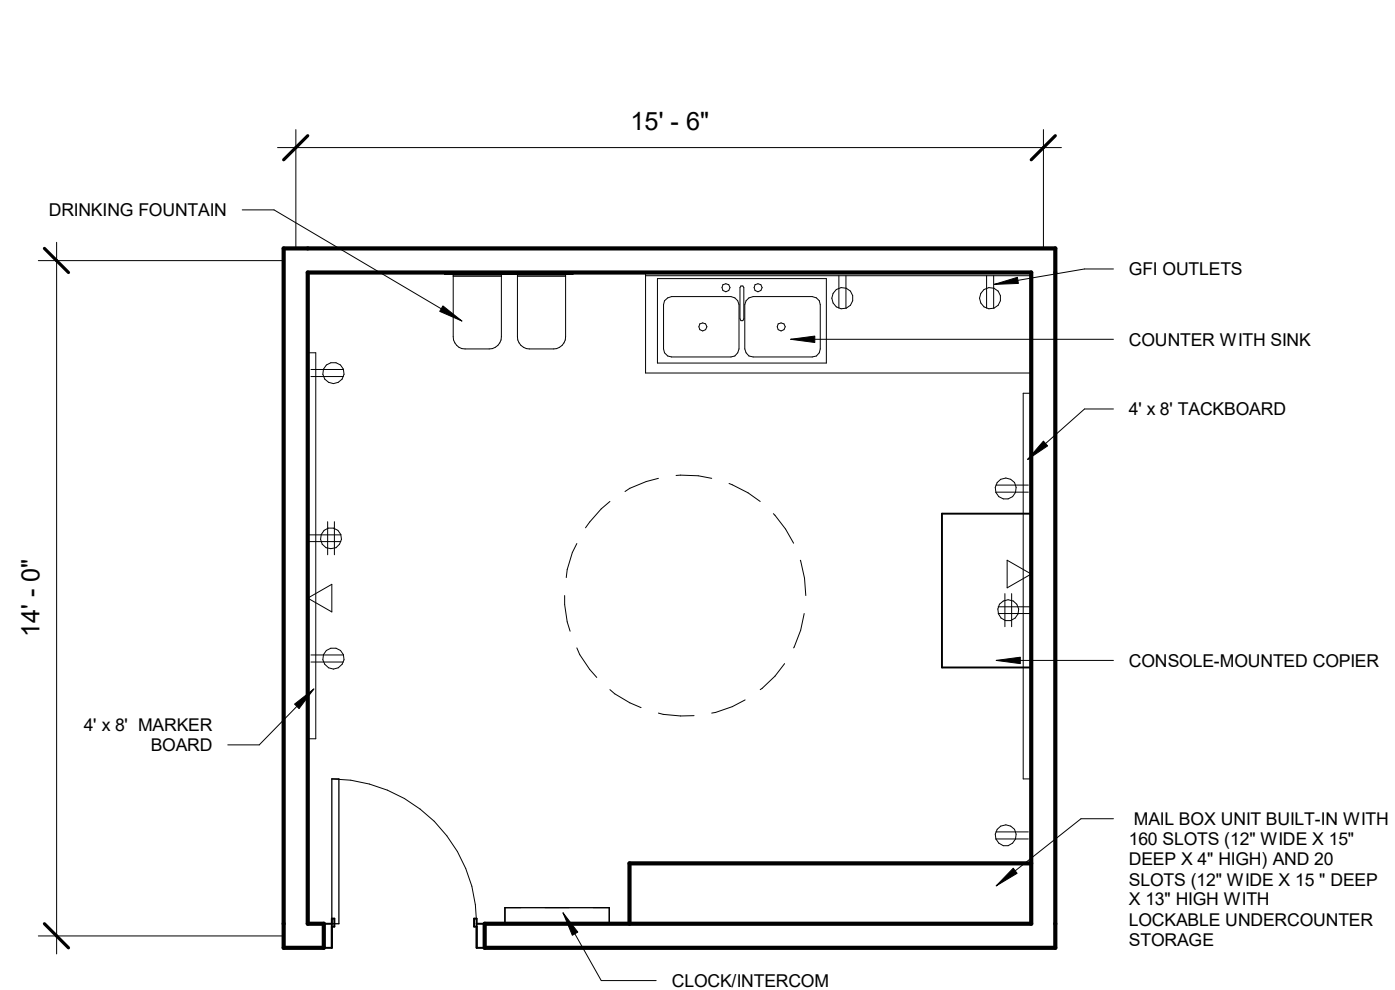 15' - 6"
DRINKING FOUNTAIN
GFI OUTLETS
COUNTER WITH SINK
4' x 8' TACKBOARD
14' - 0"
CONSOLE-MOUNTED COPIER
4' x 8'  MARKER
BOARD
MAIL BOX UNIT BUILT-IN WITH
160 SLOTS (12" WIDE X 15"
DEEP X 4" HIGH) AND 20
SLOTS (12" WIDE X 15 " DEEP
X 13" HIGH WITH
LOCKABLE UNDERCOUNTER
STORAGE
CLOCK/INTERCOM